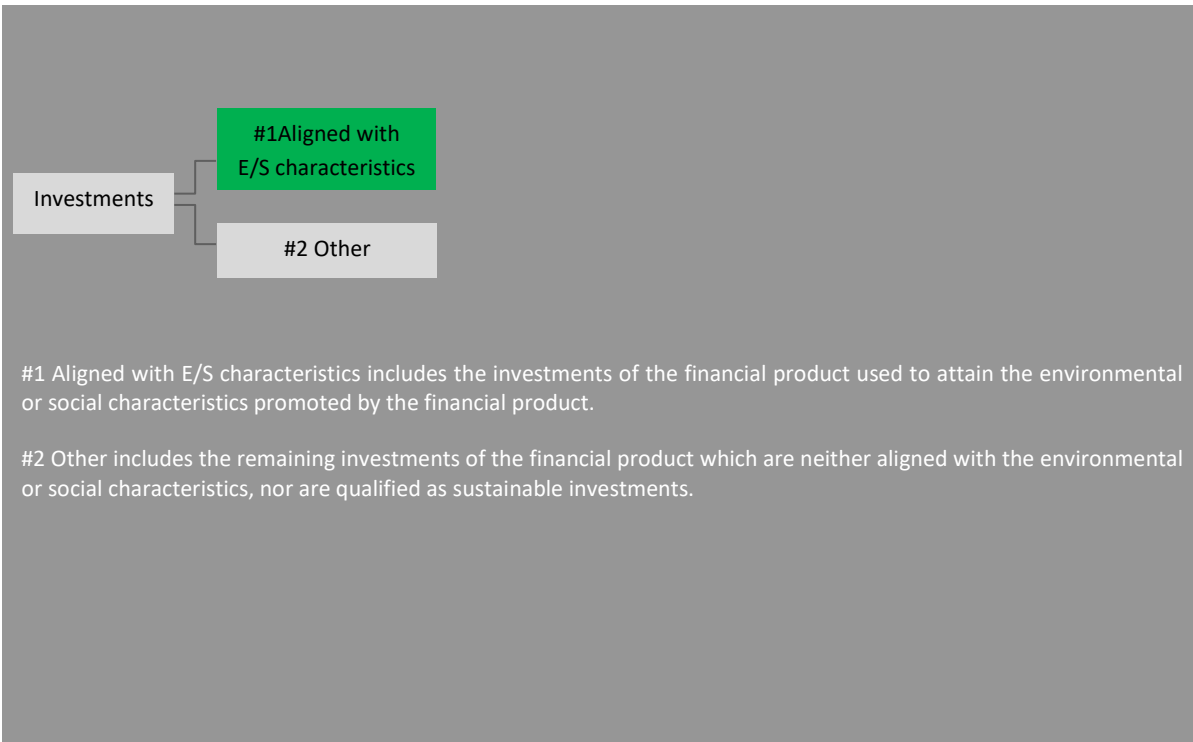 #1Aligned with
E/S characteristics
Investments
#2 Other
#1 Aligned with E/S characteristics includes the investments of the financial product used to attain the environmental
or social characteristics promoted by the financial product.
#2 Other includes the remaining investments of the financial product which are neither aligned with the environmental
or social characteristics, nor are qualified as sustainable investments.